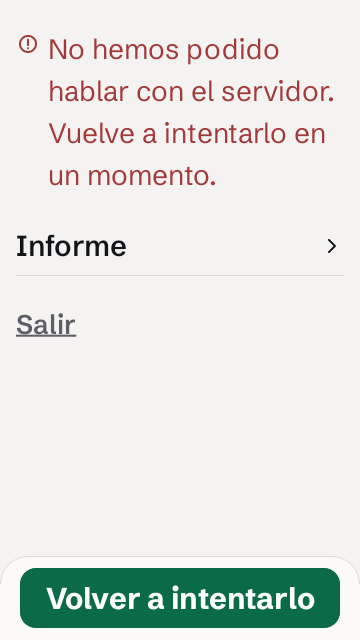 No hemos podido
hablar con el servidor.
Vuelve a intentarlo en
un momento.
Informe
Salir
Volver a intentarlo